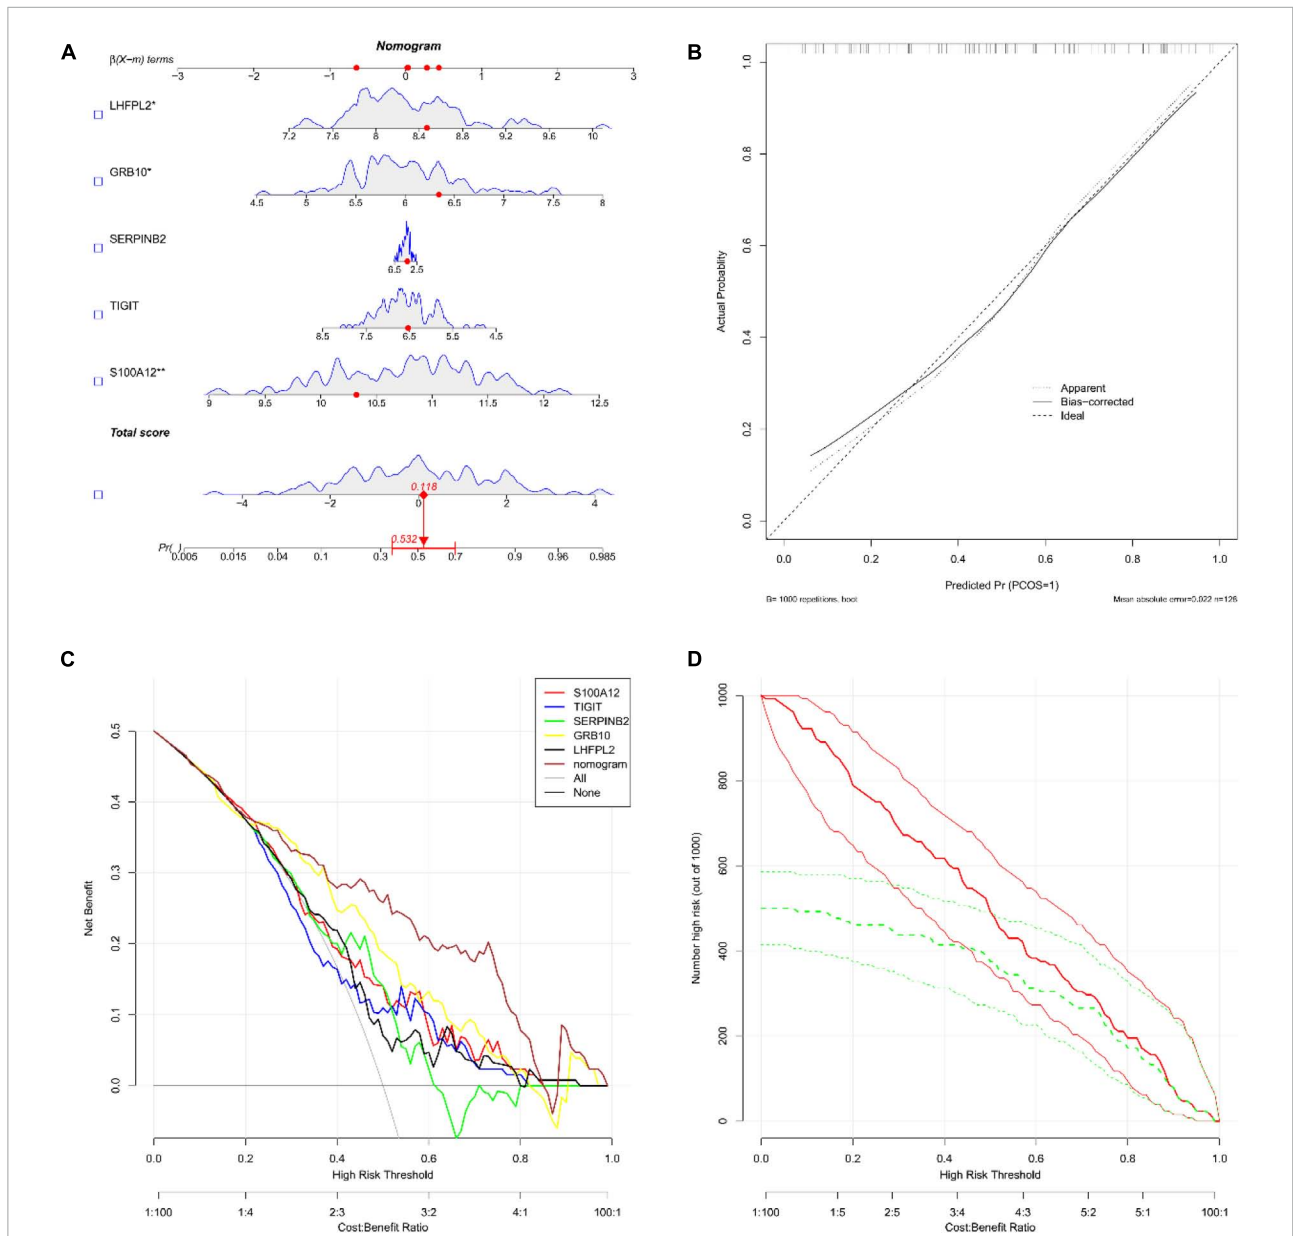 A
Nomogram
β(X−m) terms
−3 −2 −1 0 1 2 3
LHFPL2*
7.2 7.6 8 8.4 8.8 9.2 9.6 10
GRB10*
4.5 5 5.5 6 6.5 7 7.5 8
SERPINB2
6.5 2.5
TIGIT
8.5 7.5 6.5 5.5 4.5
S100A12**
9 9.5 10 10.5 11 11.5 12 12.5
Total score
0.118
−4 −2 0 2 4
0.532
Pr( )
0.005 0.015 0.04 0.1 0.3 0.5 0.7 0.9 0.96 0.985
B
1.0
0.8
0.6
0.4
0.2
0.0
Actual Probablity
Apparent
Bias−corrected
Ideal
0.0 0.2 0.4 0.6 0.8 1.0
Predicted Pr (PCOS=1)
B= 1000 repetitions, boot
Mean absolute error=0.022 n=126
C
S100A12
TIGIT
SERPINB2
GRB10
LHFPL2
nomogram
All
None
0.5
0.4
0.3
0.2
0.1
0.0
Net Benefit
0.0 0.2 0.4 0.6 0.8 1.0
High Risk Threshold
1:100 1:4 2:3 3:2 4:1 100:1
Cost:Benefit Ratio
D
1000
800
600
400
200
0
Number high risk (out of 1000)
0.0 0.2 0.4 0.6 0.8 1.0
High Risk Threshold
1:100 1:5 2:5 3:4 4:3 5:2 5:1 100:1
Cost:Benefit Ratio